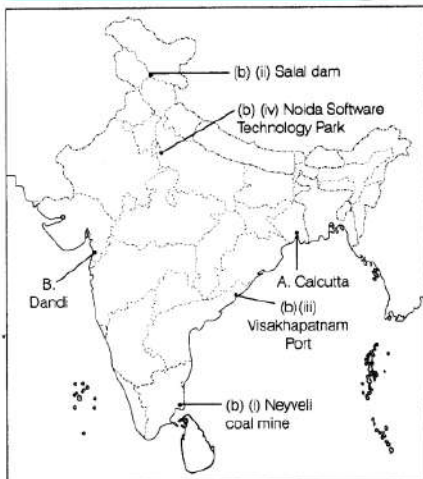 (b) (ii) Salal dam
(b) (iv) Noida Software
Technology Park
B.
Dandi
A. Calcutta
(b)(iii)
Visakhapatnam
Port
(b) (i) Neyveli
coal mine